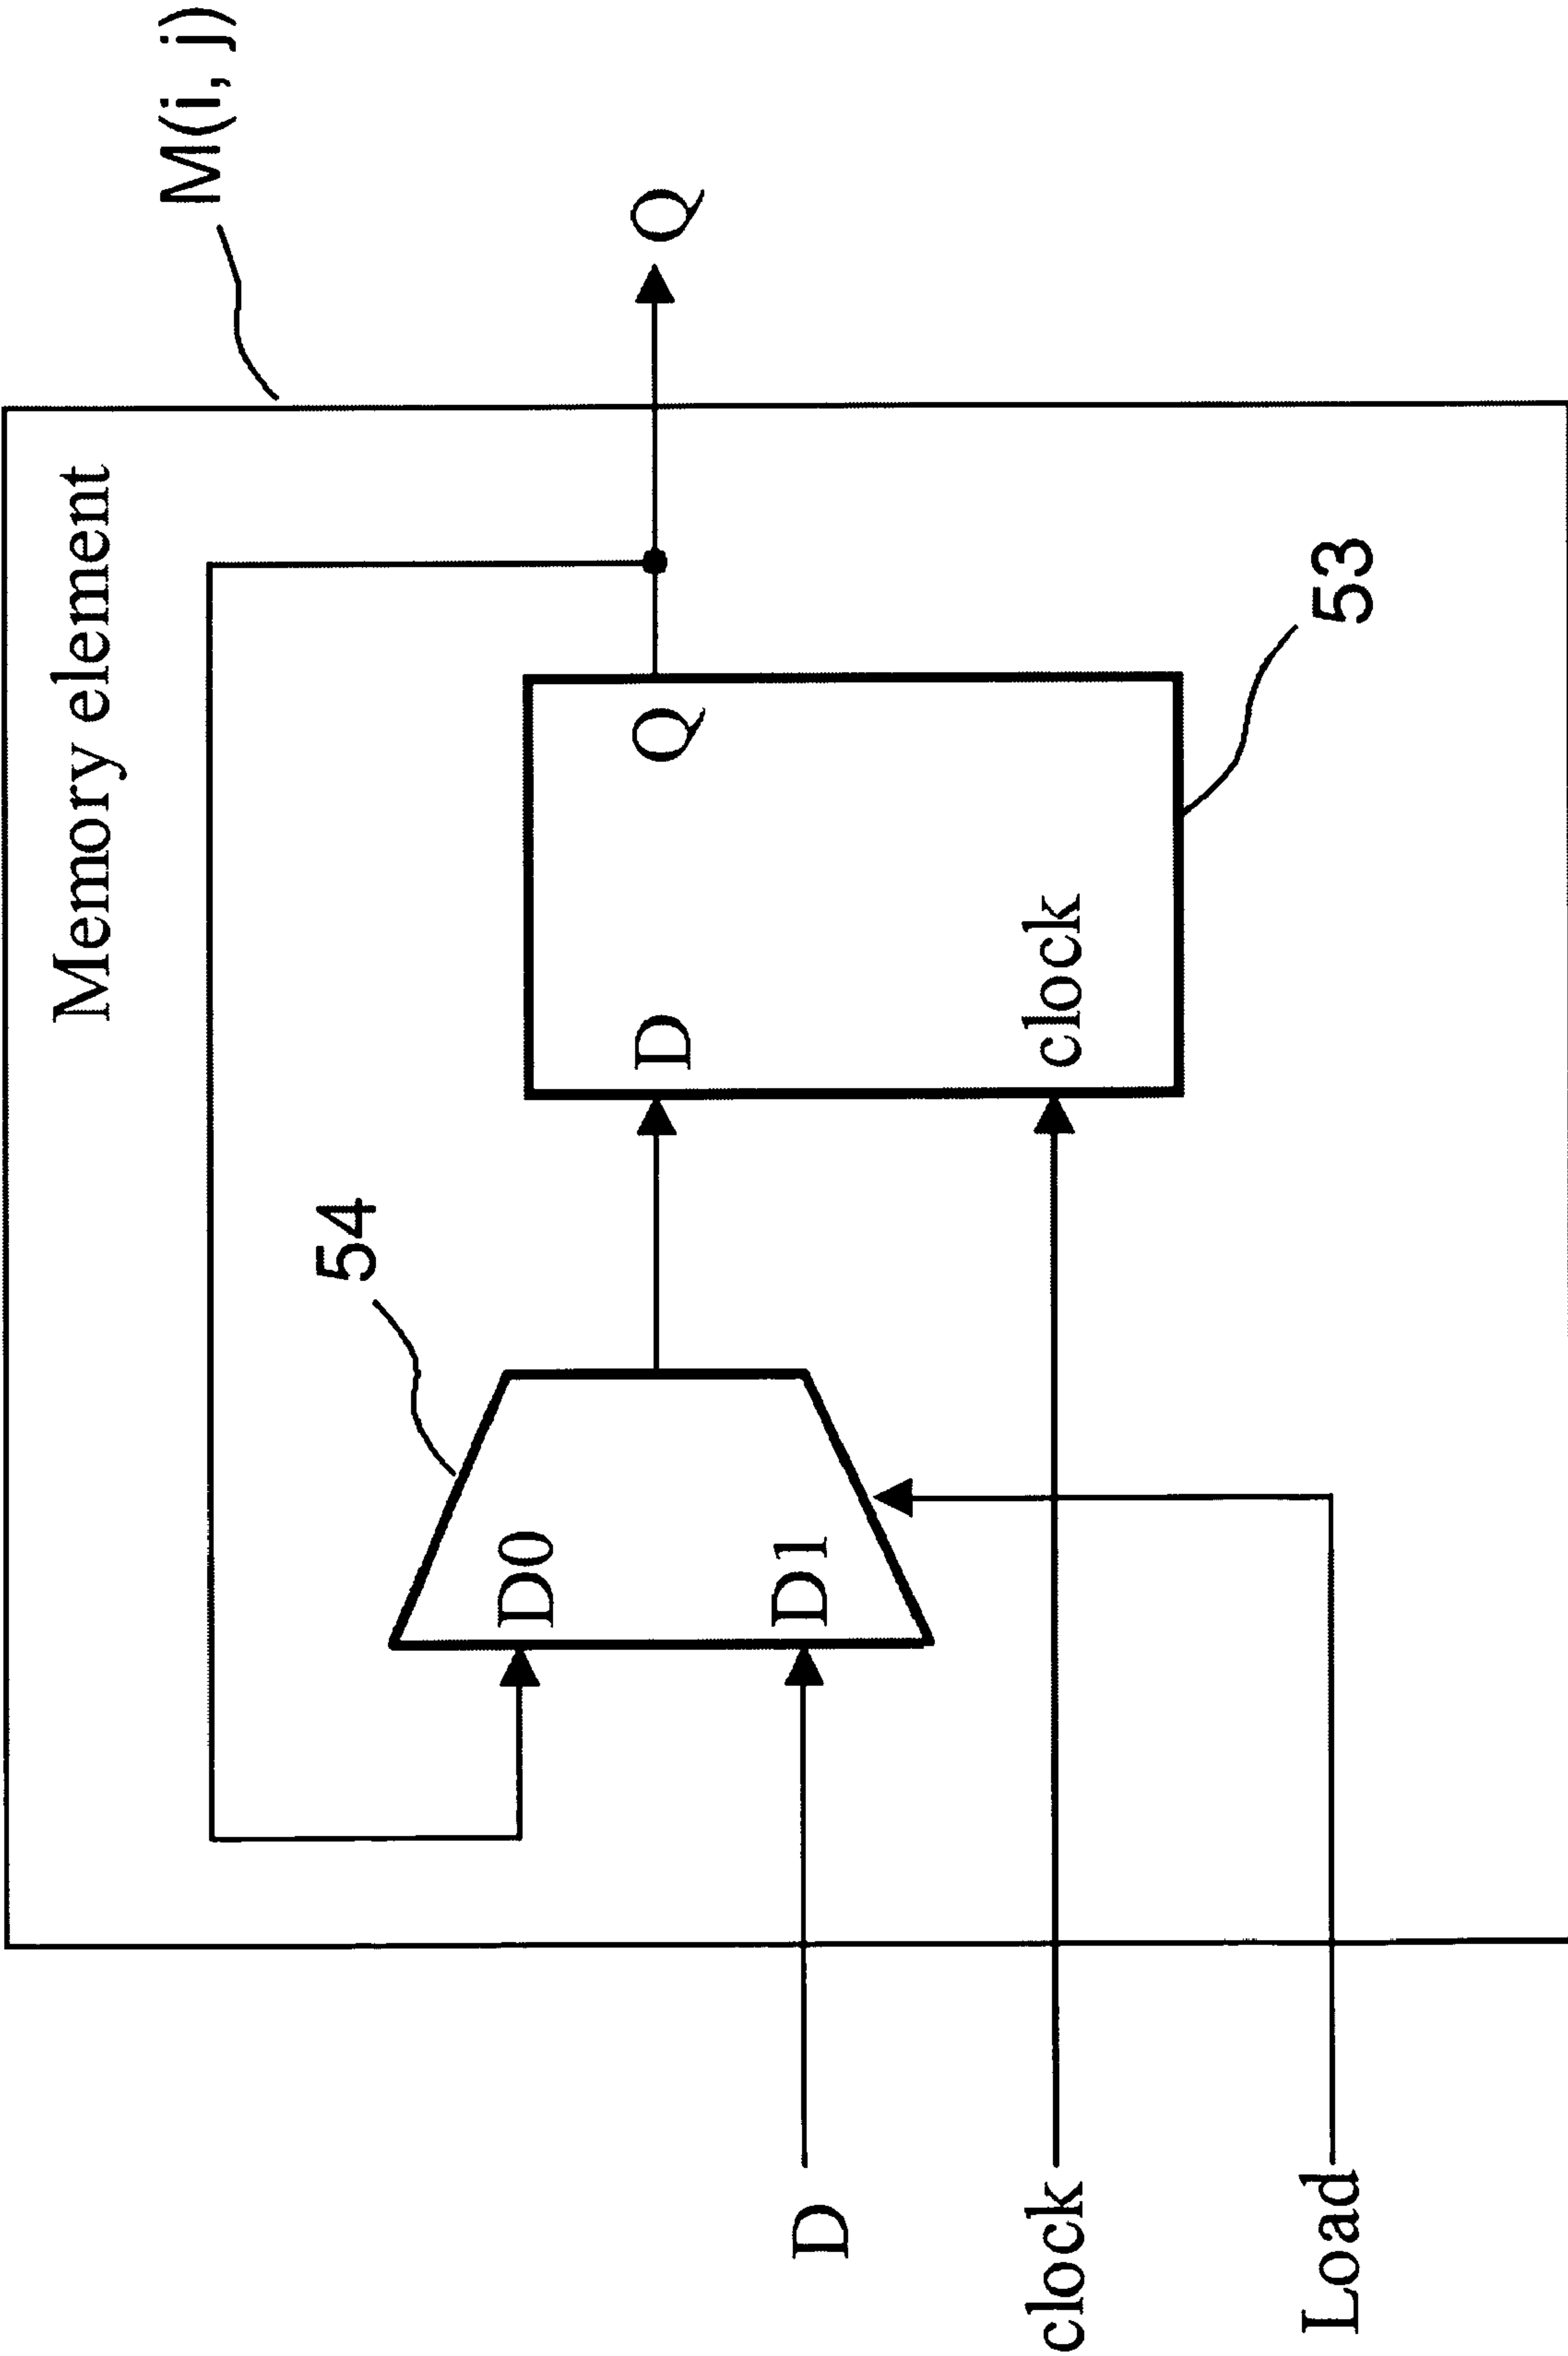 M(i, j)
Memory element
54
D0
D1
D
Q
clock
Q
53
D
clock
Load